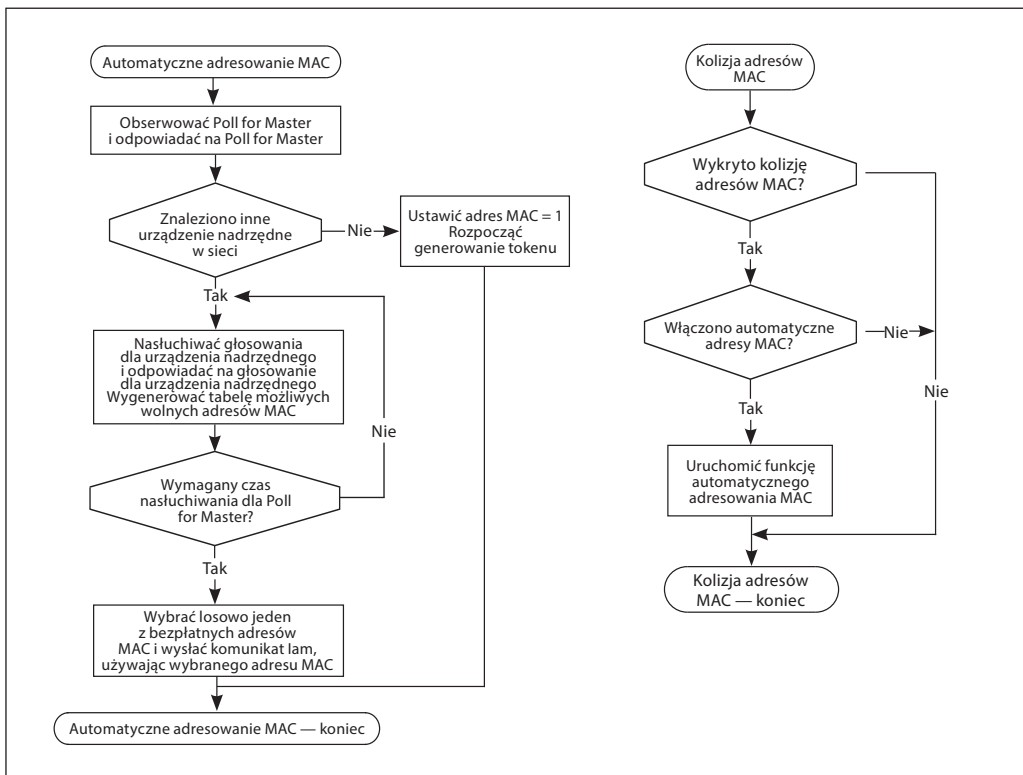 Automatyczne adresowanie MAC
Obserwować Poll for Master
i odpowiadać na Poll for Master
Znaleziono inne
urządzenie nadrzędne
w sieci
Nie
Ustawić adres MAC = 1
Rozpocząć
generowanie tokenu
Tak
Nasłuchiwać głosowania
dla urządzenia nadrzędnego
i odpowiadać na głosowanie
dla urządzenia nadrzędnego
Wygenerować tabelę możliwych
wolnych adresów MAC
Nie
Wymagany czas
nasłuchiwania dla Poll
for Master?
Tak
Wybrać losowo jeden
z bezpłatnych adresów
MAC i wysłać komunikat Iam,
używając wybranego adresu MAC
Automatyczne adresowanie MAC — koniec
Kolizja adresów
MAC
Wykryto kolizję
adresów MAC?
Tak
Włączono automatyczne
adresy MAC?
Nie
Nie
Tak
Uruchomić funkcję
automatycznego
adresowania MAC
Kolizja adresów
MAC — koniec